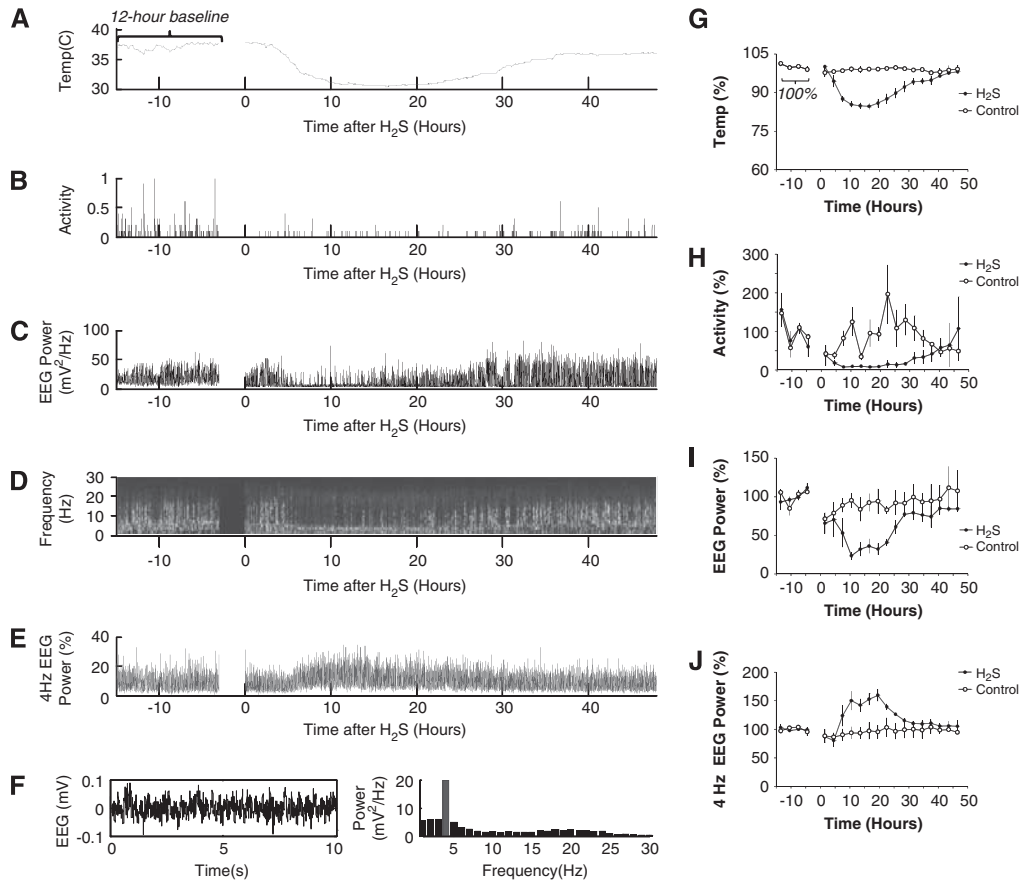 A
12-hour baseline
Temp(C)
40
35
30
-10 0 10 20 30 40
Time after H2S (Hours)
B
Activity
1
0.5
0
-10 0 10 20 30 40
Time after H2S (Hours)
C
EEG Power
(mV2/Hz)
100
50
0
-10 0 10 20 30 40
Time after H2S (Hours)
D
Frequency
(Hz)
30
20
10
0
-10 0 10 20 30 40
Time after H2S (Hours)
E
4Hz EEG
Power (%)
40
20
0
-10 0 10 20 30 40
Time after H2S (Hours)
F
EEG (mV)
0.1
0
-0.1
0 5 10
Time(s)
Power
(mV2/Hz)
20
10
0
5 10 15 20 25 30
Frequency(Hz)
G
Temp (%)
105
90
75
60
100%
H2S
Control
-10 0 10 20 30 40 50
Time (Hours)
H
Activity (%)
300
200
150
100
50
0
H2S
Control
-10 0 10 20 30 40 50
Time (Hours)
I
EEG Power (%)
150
100
50
0
H2S
Control
-10 0 10 20 30 40 50
Time (Hours)
J
4 Hz EEG Power (%)
200
150
100
50
0
H2S
Control
-10 0 10 20 30 40 50
Time (Hours)